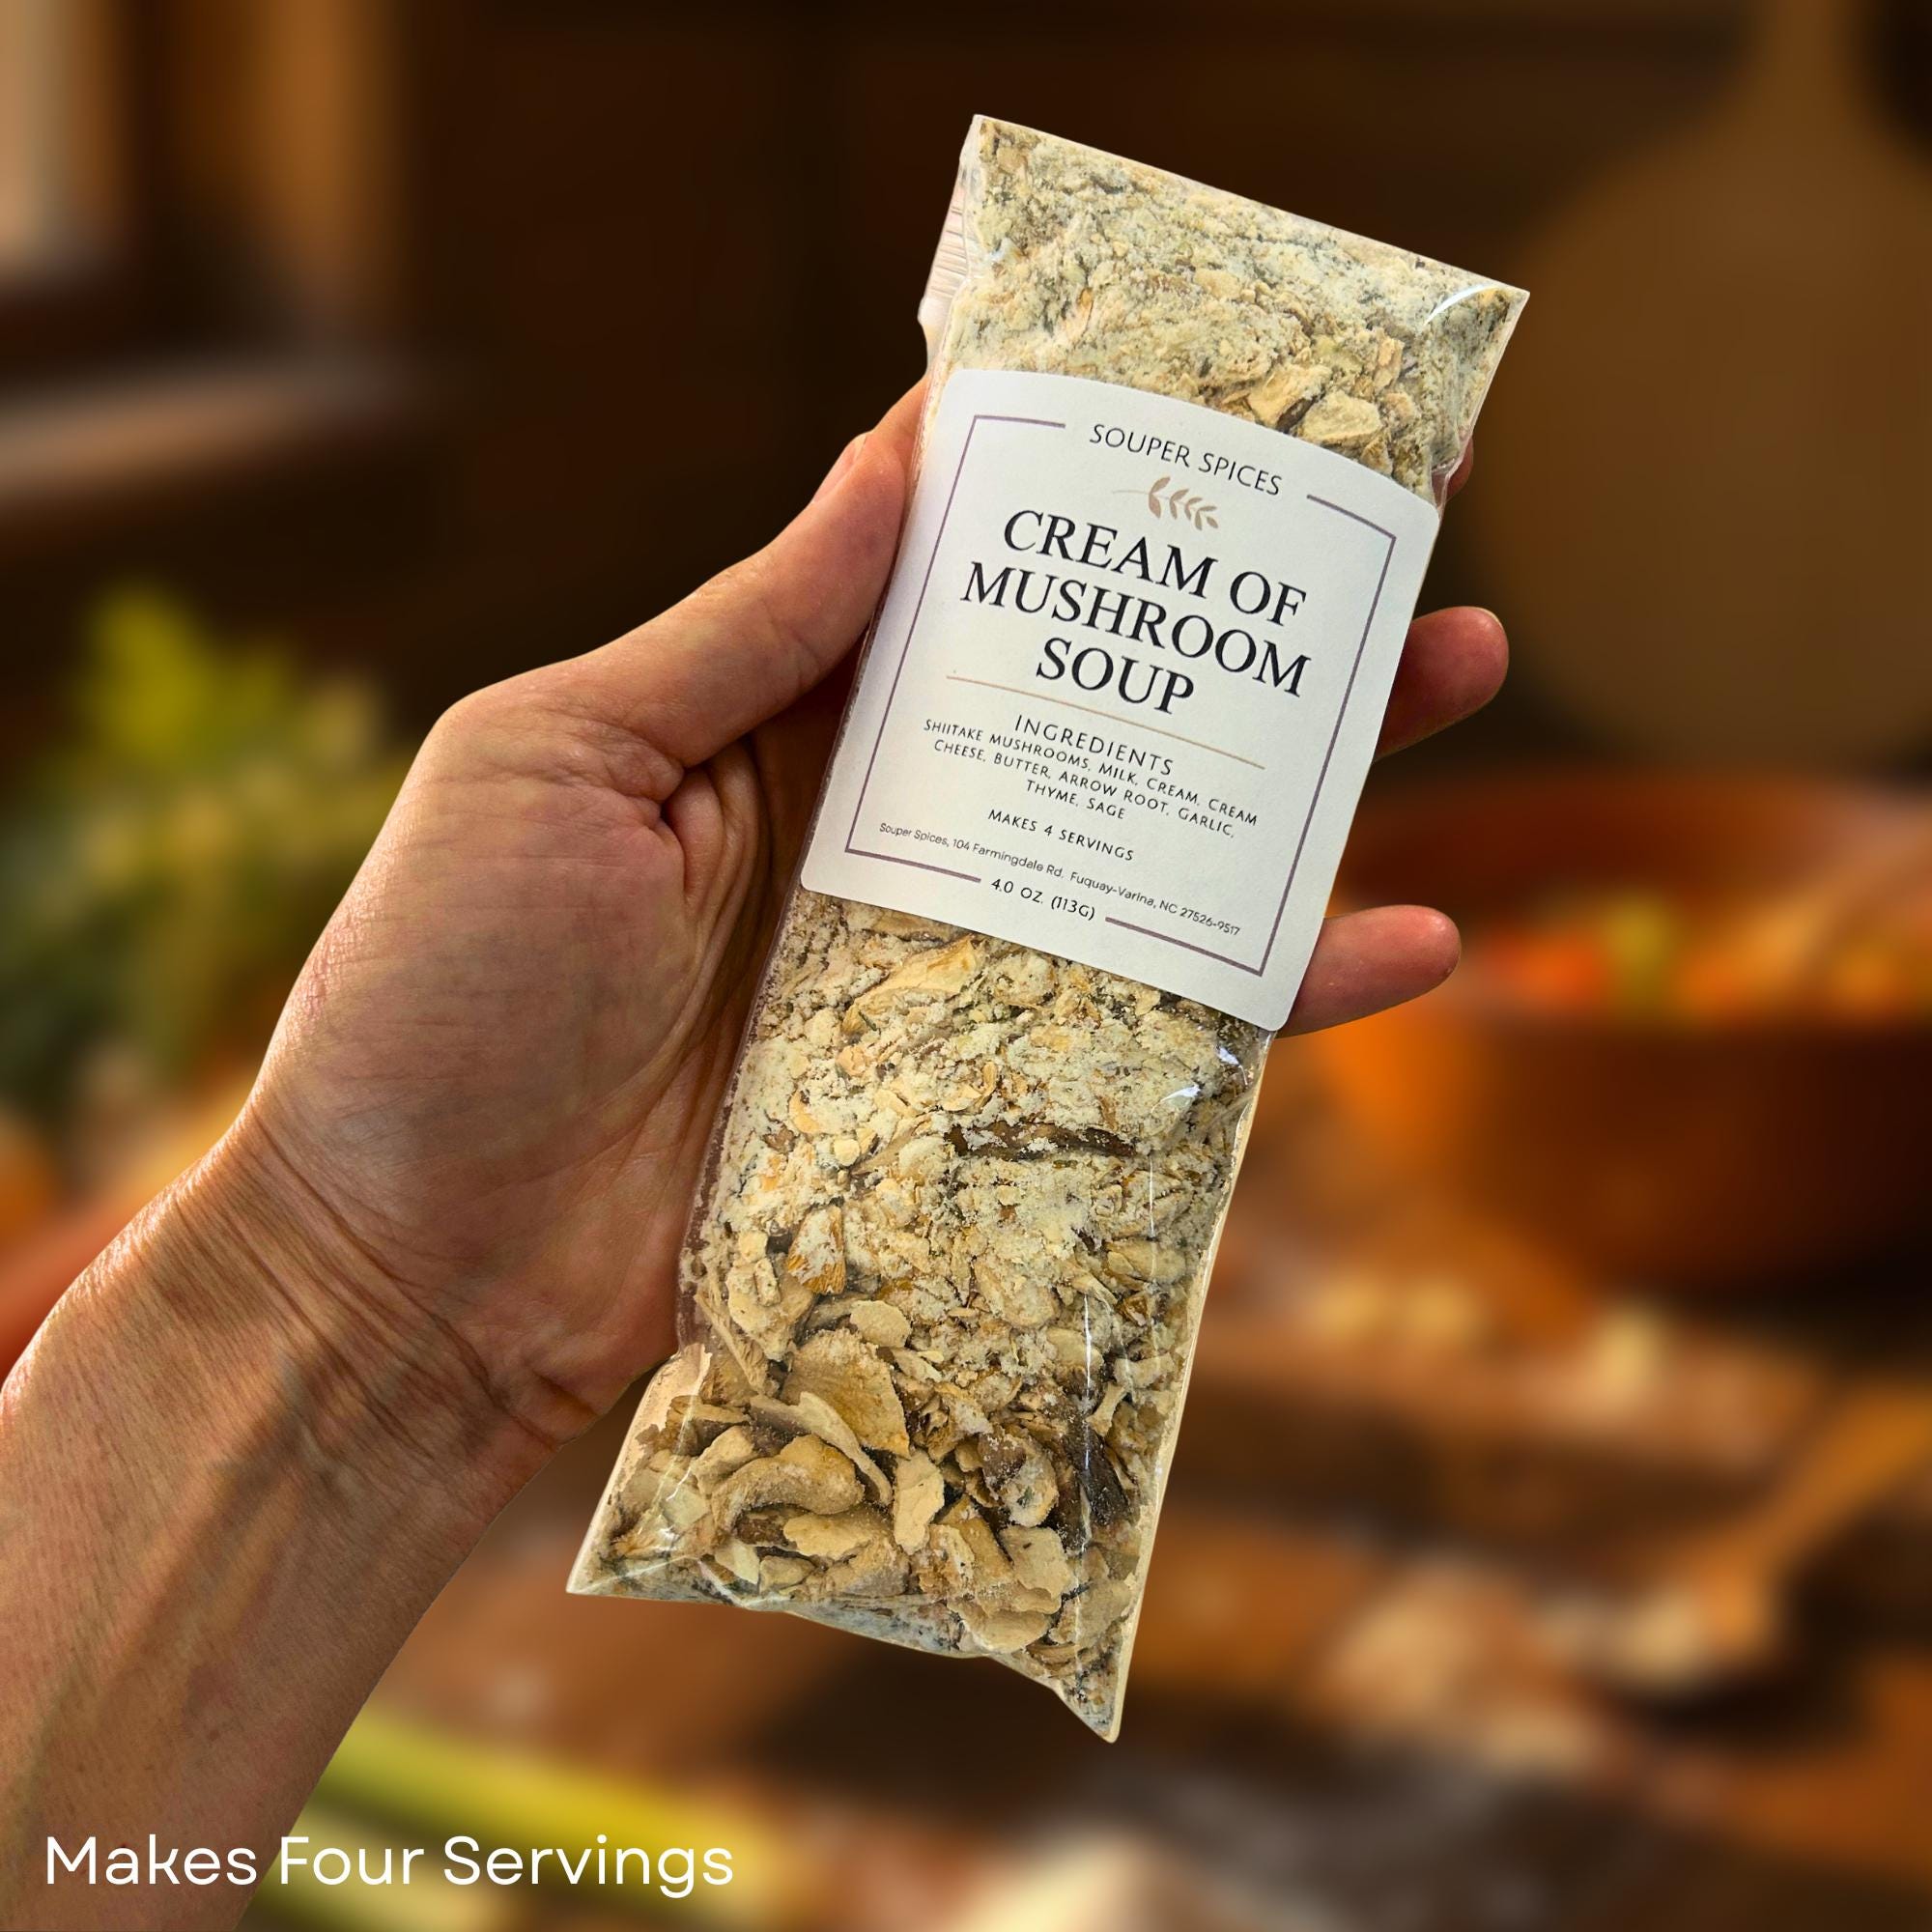 SOUPER SPICES
CREAM OF
MUSHROOM
SOUP
INGREDIENTS
SHIITAKE MUSHROOMS, MILK, CREAM, CREAM
CHEESE, BUTTER, ARROW ROOT, GARLIC,
THYME, SAGE
MAKES 4 SERVINGS
Souper Spices, 104 Farmingdale Rd, Fuquay-Varina, NC 27526-9517
4.0 OZ. (113G)
Makes Four Servings